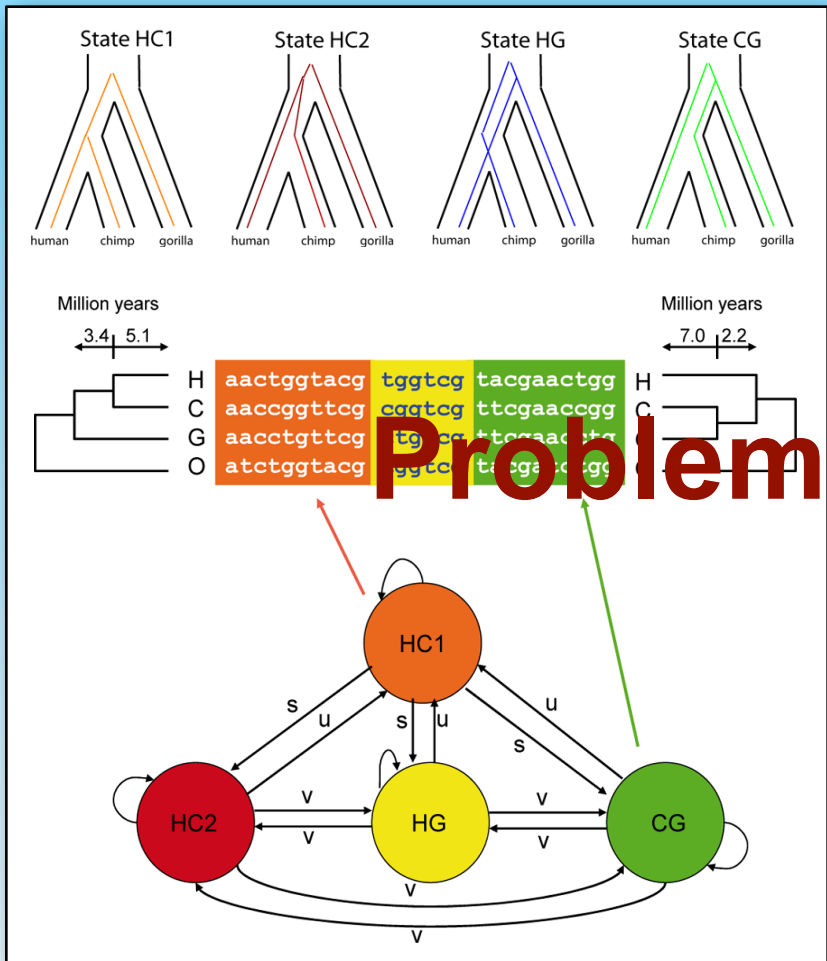 State HC1 State HC2 State HG State CG
human chimp gorilla human chimp gorilla human chimp gorilla human chimp gorilla
Million years Million years
3.4 5.1 7.0 2.2
H aactggtacg tggtcg tacgaactgg H
C aaccggttcg cggtcg ttcgaaccgg C
G aacctgttcg
O atctggtacg
Problem
HC1
s u s u s u
HC2 v v HG v v CG
v
v